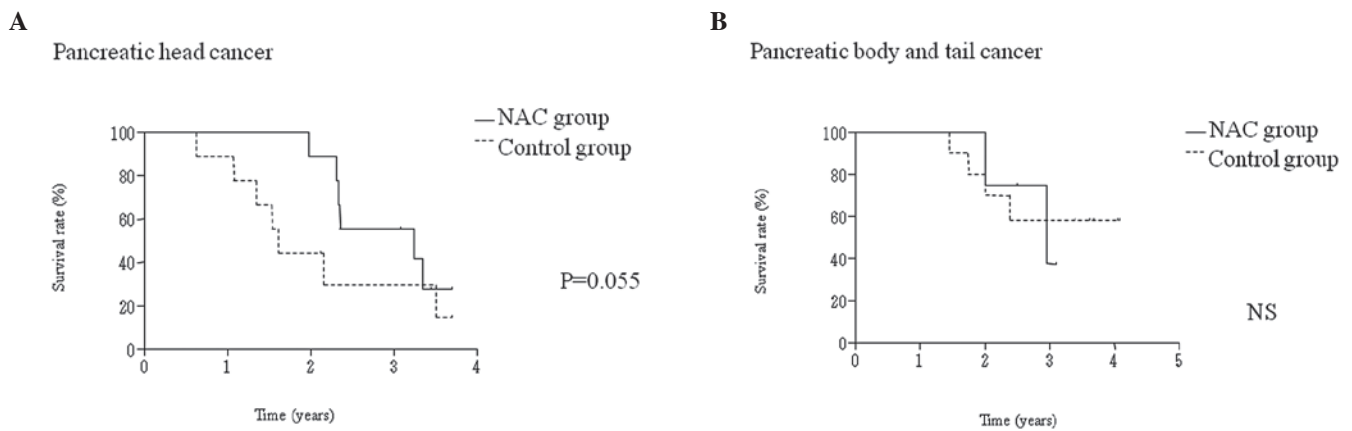 A
Pancreatic head cancer
NAC group
Control group
100
80
60
40
20
0
0 1 2 3 4
Survival rate (%)
Time (years)
P=0.055
B
Pancreatic body and tail cancer
NAC group
Control group
100
80
60
40
20
0
0 1 2 3 4 5
Survival rate (%)
Time (years)
NS